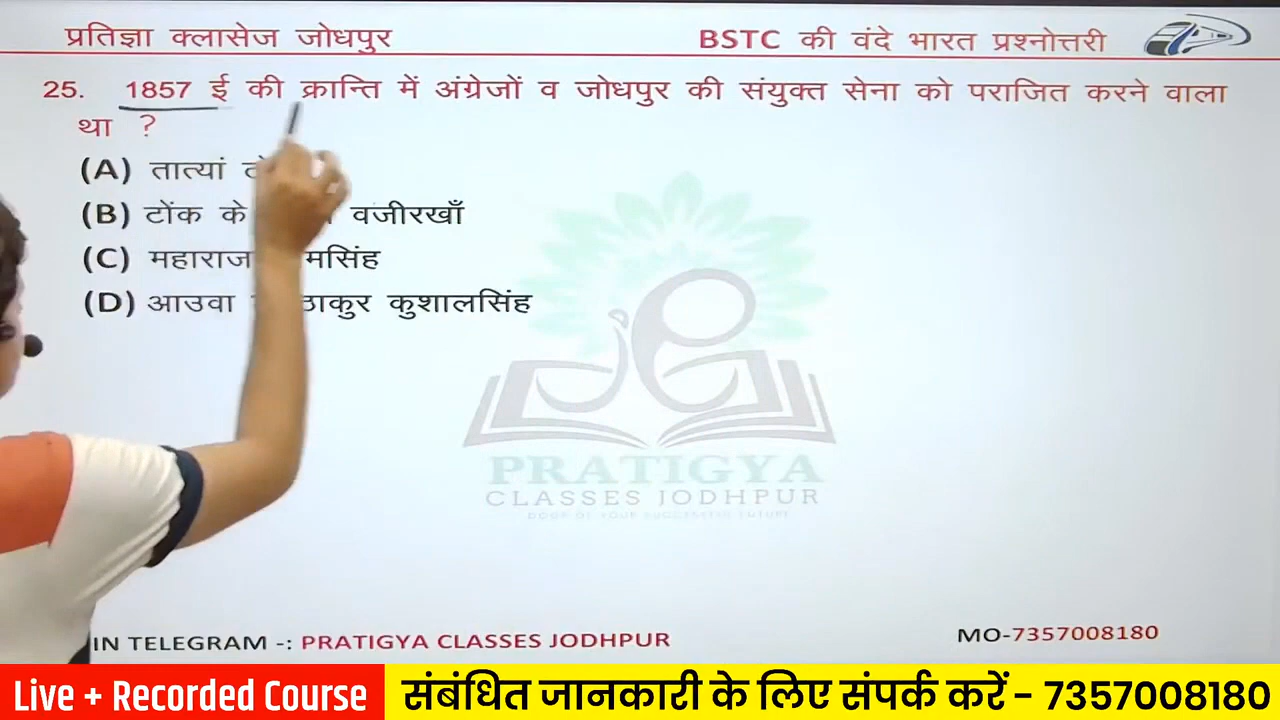 प्रतिज्ञा क्लासेज जोधपुर
BSTC की वंदे भारत प्रश्नोत्तरी
25. 1857 ई की क्रान्ति में अंग्रेजों व जोधपुर की संयुक्त सेना को पराजित करने वाला
था ?
(A) तात्यां
(B) टोंक के वजीरखाँ
(C)
(D) आउवा ठाकुर कुशालसिंह
PRATIGYA
CLASSES JODHPUR
IN TELEGRAM -: PRATIGYA CLASSES JODHPUR
MO-7357008180
Live + Recorded Course
संबंधित जानकारी के लिए संपर्क करें - 7357008180